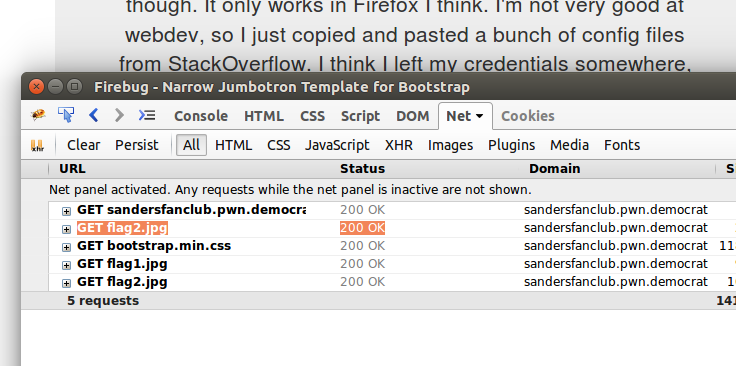 though. It only works in Firefox I think. I'm not very good at
webdev, so I just copied and pasted a bunch of config files
from StackOverflow. I think I left my credentials somewhere,
Firebug - Narrow Jumbotron Template for Bootstrap
Console HTML CSS Script DOM Net Cookies
xhr Clear Persist All HTML CSS JavaScript XHR Images Plugins Media Fonts
URL Status Domain S
Net panel activated. Any requests while the net panel is inactive are not shown.
GET sandersfanclub.pwn.democra 200 OK sandersfanclub.pwn.democrat
GET flag2.jpg 200 OK sandersfanclub.pwn.democrat
GET bootstrap.min.css 200 OK sandersfanclub.pwn.democrat 11
GET flag1.jpg 200 OK sandersfanclub.pwn.democrat
GET flag2.jpg 200 OK sandersfanclub.pwn.democrat 1
5 requests 141